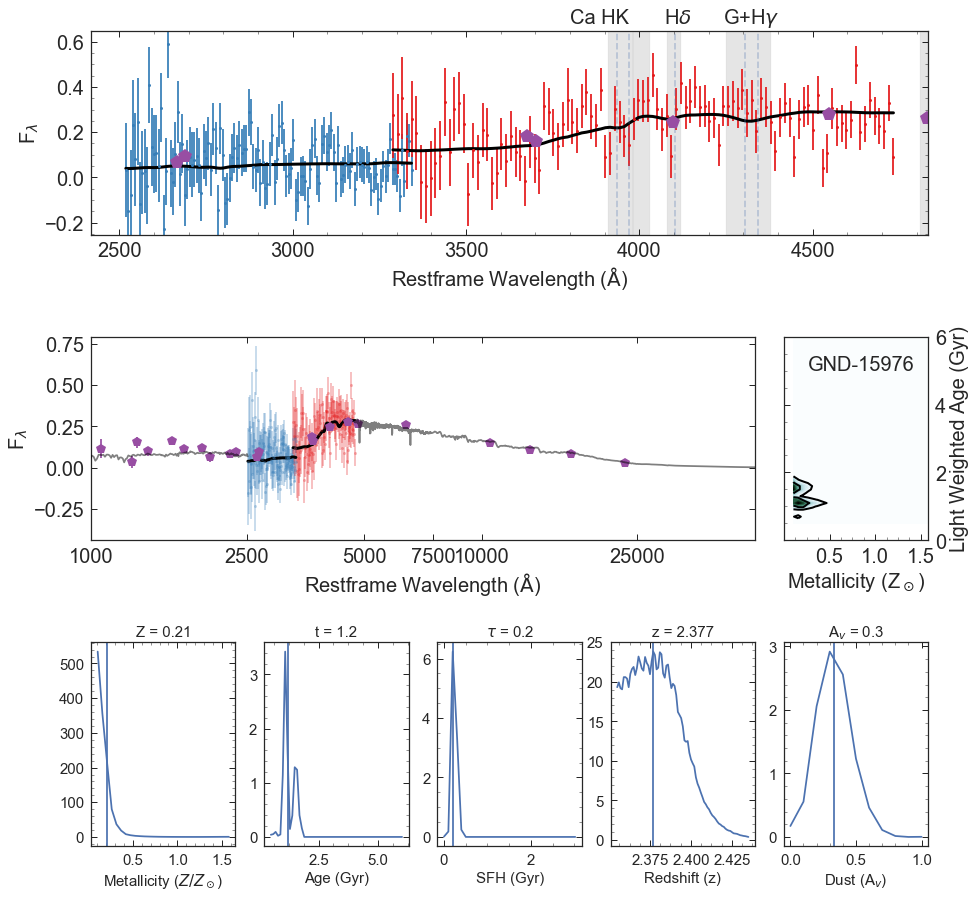 Ca HK Hδ G+Hγ
0.6
0.4
0.2
0.0
−0.2
F_λ
2500 3000 3500 4000 4500
Restframe Wavelength (Å)
0.75
0.50
0.25
0.00
−0.25
F_λ
1000 2500 5000 7500 10000 25000
Restframe Wavelength (Å)
GND-15976
6
4
2
0
Light Weighted Age (Gyr)
0.5 1.0 1.5
Metallicity (Z_⊙)
Z = 0.21
500
400
300
200
100
0
0.5 1.0 1.5
Metallicity (Z/Z_⊙)
t = 1.2
3
2
1
0
2.5 5.0
Age (Gyr)
τ = 0.2
6
4
2
0
0 2
SFH (Gyr)
z = 2.377
25
20
15
10
5
0
2.375 2.400 2.425
Redshift (z)
A_v = 0.3
3
2
1
0
0.0 0.5 1.0
Dust (A_v)